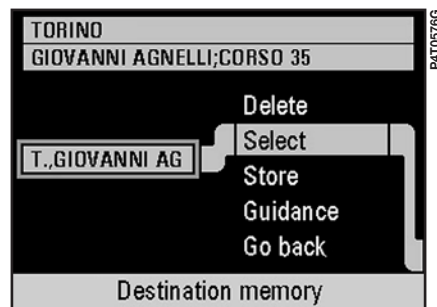 TORINO
GIOVANNI AGNELLI;CORSO 35
Delete
Select
T.,GIOVANNI AG
Store
Guidance
Go back
Destination memory
P4T0576G